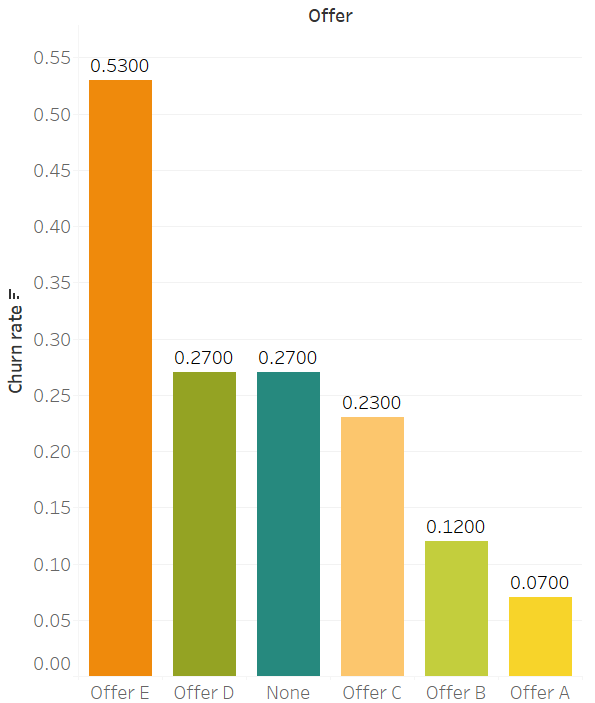 Offer
Churn rate
0.55
0.50
0.45
0.40
0.35
0.30
0.25
0.20
0.15
0.10
0.05
0.00
0.5300
0.2700
0.2700
0.2300
0.1200
0.0700
Offer E
Offer D
None
Offer C
Offer B
Offer A